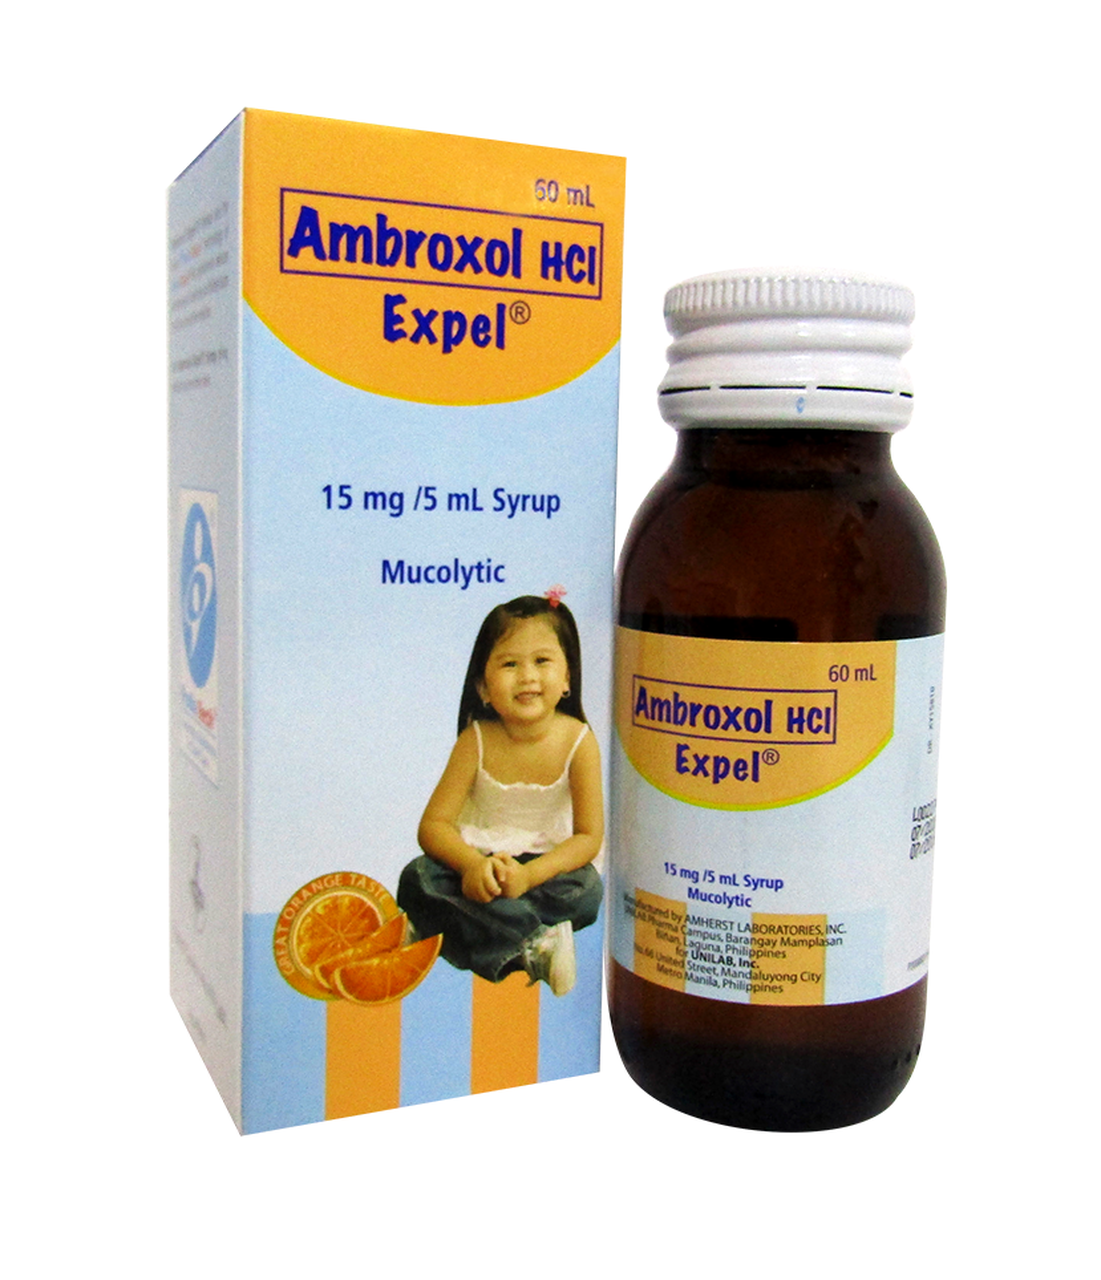 60 mL
Ambroxol HCl
Expel®
15 mg /5 mL Syrup
Mucolytic
GREAT ORANGE TASTE
60 mL
Ambroxol HCl
Expel®
15 mg /5 mL Syrup
Mucolytic
Manufactured by AMHERST LABORATORIES, INC.
UNILAB Pharma Campus, Barangay Mamplasan
Biñan, Laguna, Philippines
for UNILAB, Inc.
No. 66 United Street, Mandaluyong City
Metro Manila, Philippines